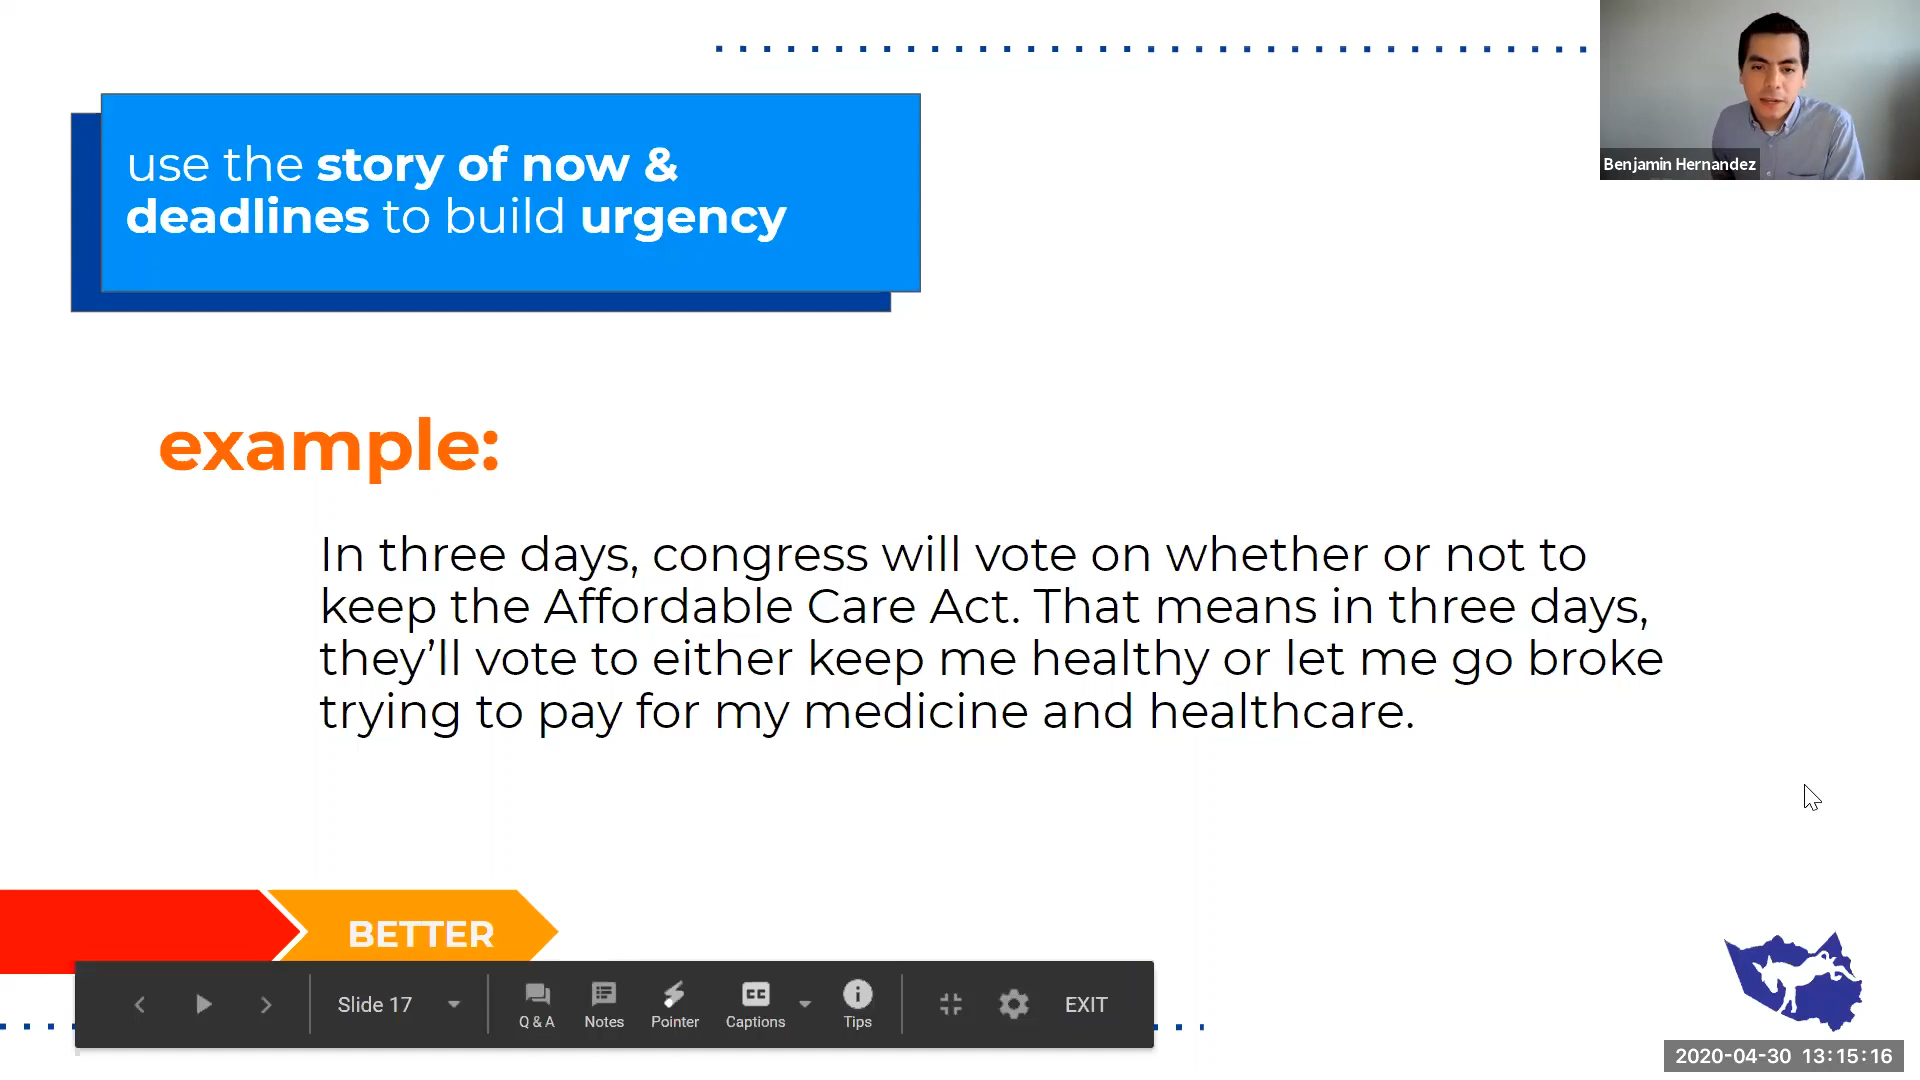 use the story of now &
deadlines to build urgency
Benjamin Hernandez
example:
In three days, congress will vote on whether or not to
keep the Affordable Care Act. That means in three days,
they’ll vote to either keep me healthy or let me go broke
trying to pay for my medicine and healthcare.
BETTER
Slide 17
Q & A
Notes
Pointer
CC
Captions
Tips
EXIT
2020-04-30 13:15:16